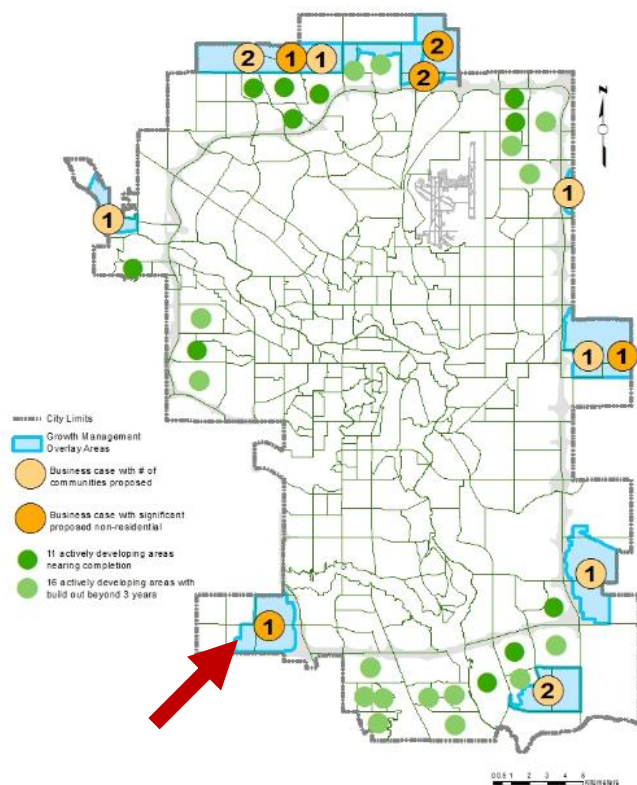 2
1
1
2
2
N
1
1
1
1
City Limits
Growth Management
Overlay Areas
Business case with # of
communities proposed
Business case with significant
proposed non-residential
11 actively developing areas
nearing completion
16 actively developing areas with
build out beyond 3 years
1
1
2